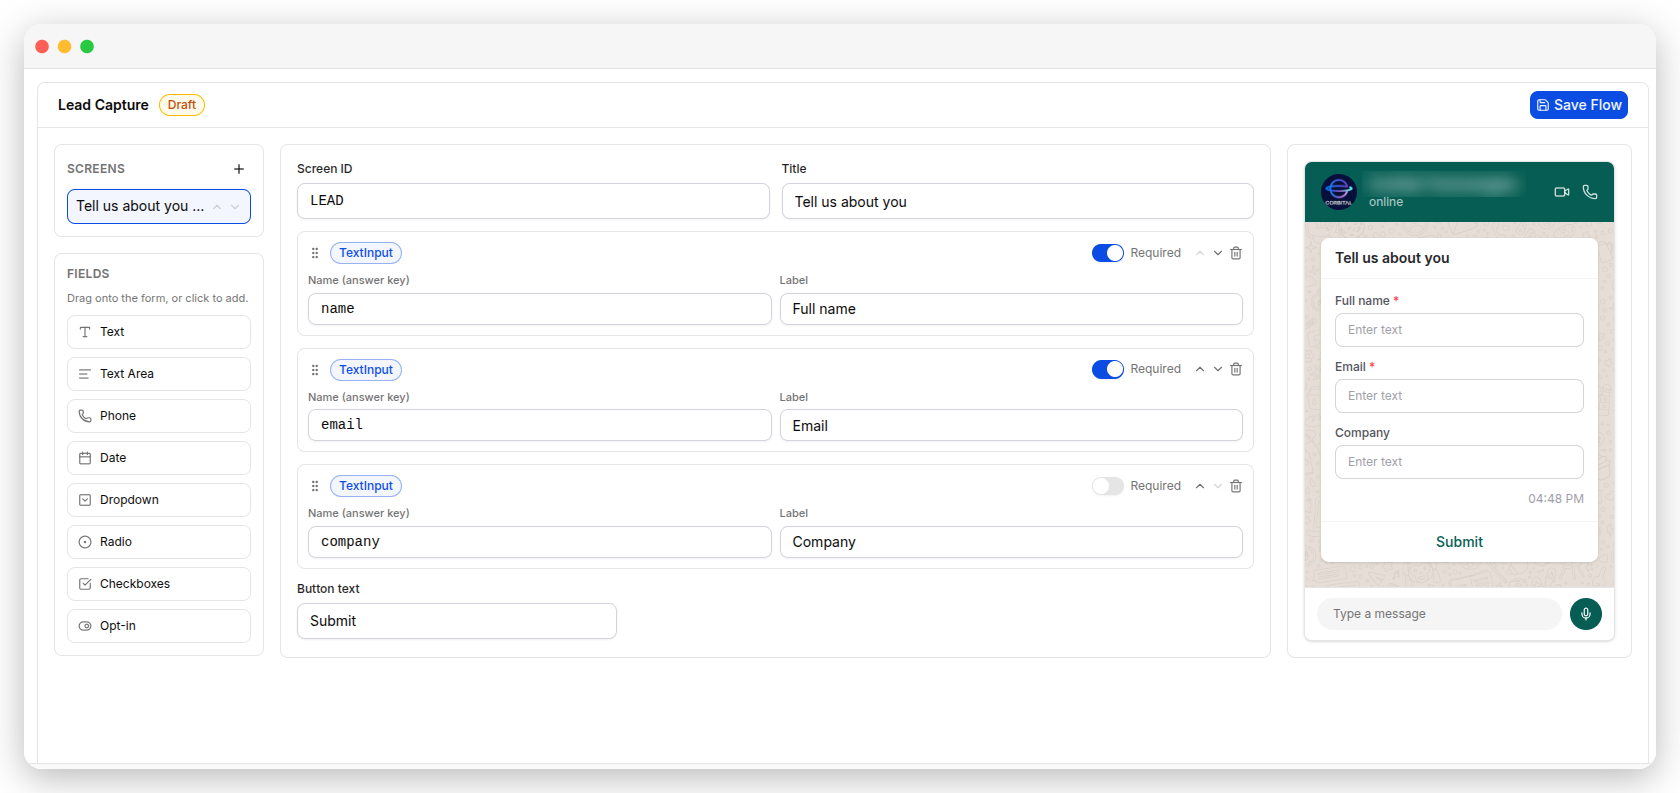 Lead Capture
Draft
Save Flow
SCREENS
Tell us about you ...
FIELDS
Drag onto the form, or click to add.
Text
Text Area
Phone
Date
Dropdown
Radio
Checkboxes
Opt-in
Screen ID
Title
LEAD
Tell us about you
TextInput
Required
Name (answer key)
Label
name
Full name
TextInput
Required
Name (answer key)
Label
email
Email
TextInput
Required
Name (answer key)
Label
company
Company
Button text
Submit
online
Tell us about you
Full name *
Enter text
Email *
Enter text
Company
Enter text
04:48 PM
Submit
Type a message